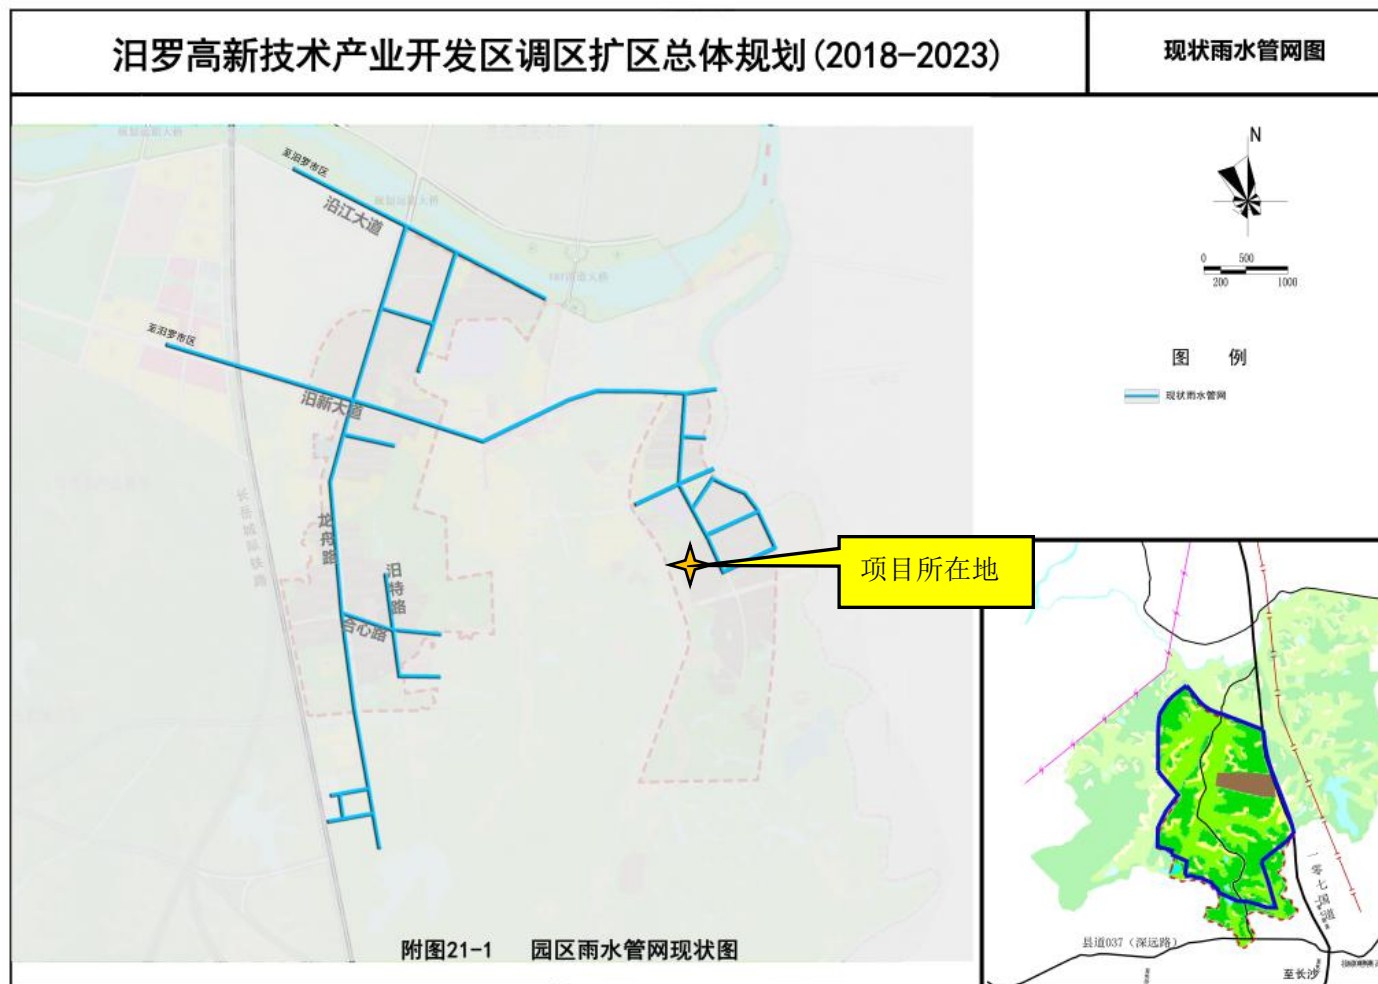 汨罗高新技术产业开发区调区扩区总体规划(2018-2023)
现状雨水管网图
N
0 500
200 1000
图 例
现状雨水管网
至汨罗市区
沿江大道
至汨罗市区
汨新大道
龙舟路
汨特路
合心路
长岳城际铁路
项目所在地
一零七国道
县道037（深远路）
至长沙
附图21-1 园区雨水管网现状图